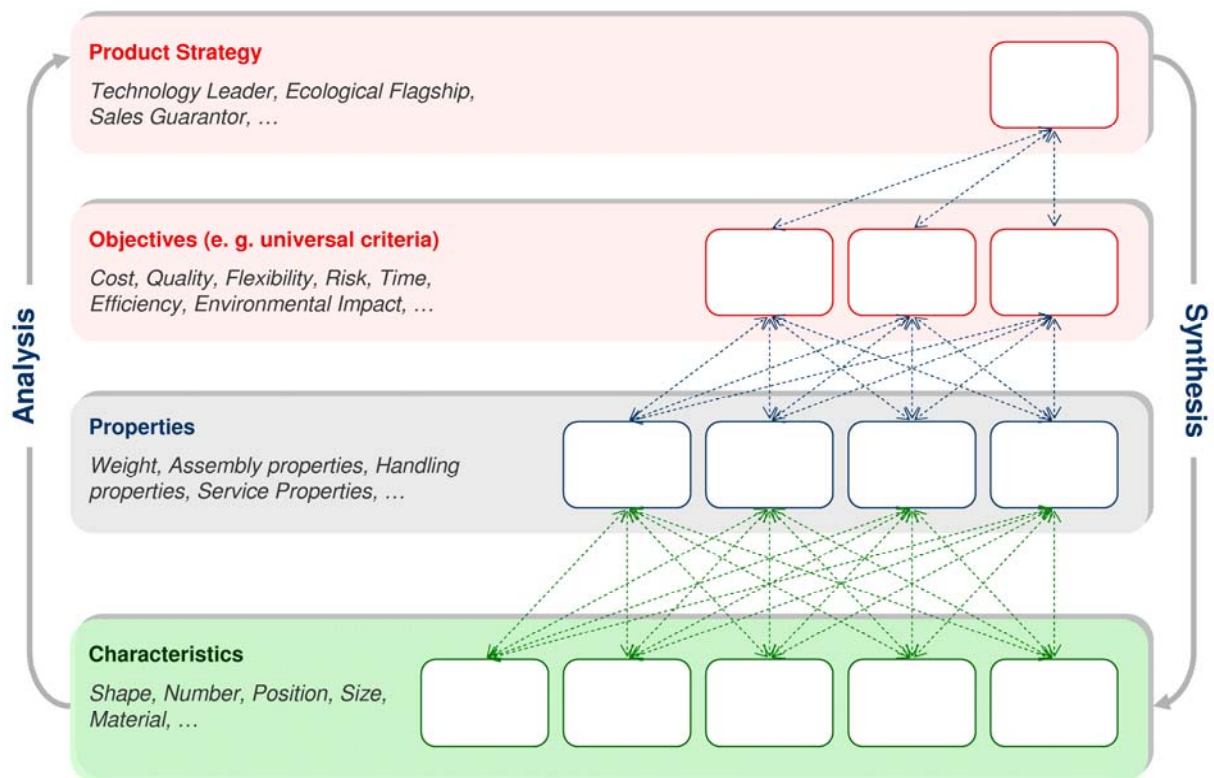 Product Strategy
Technology Leader, Ecological Flagship,
Sales Guarantor, …
Objectives (e. g. universal criteria)
Cost, Quality, Flexibility, Risk, Time,
Efficiency, Environmental Impact, …
Analysis
Synthesis
Properties
Weight, Assembly properties, Handling
properties, Service Properties, …
Characteristics
Shape, Number, Position, Size,
Material, …